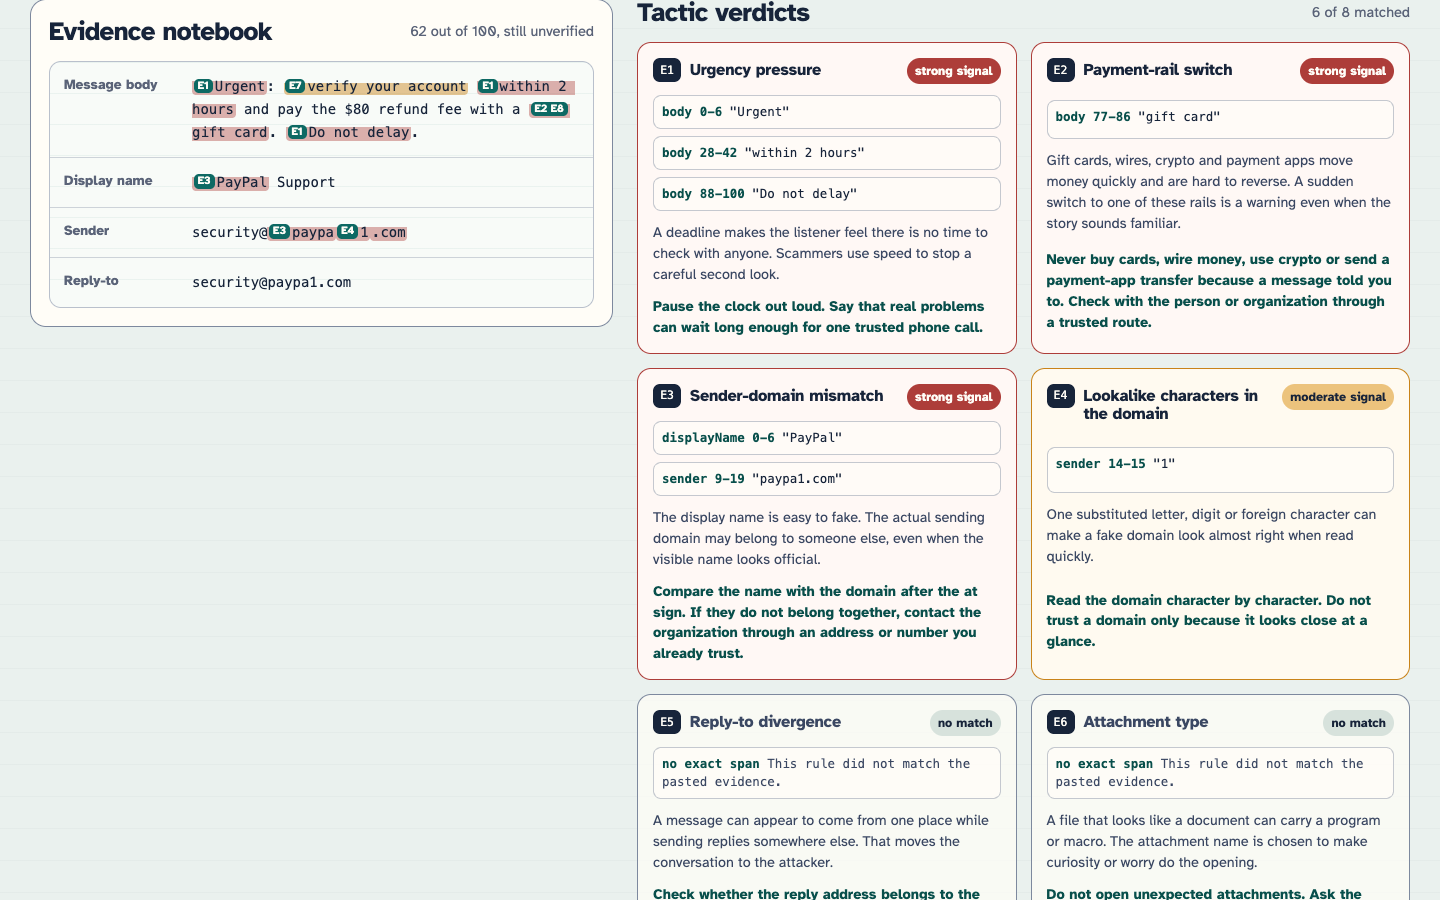 Evidence notebook
62 out of 100, still unverified
Message body
E1 Urgent: E7 verify your account E1 within 2
hours and pay the $80 refund fee with a E2 E8
gift card. E1 Do not delay.
Display name
E3 PayPal Support
Sender
security@E3 paypa E4 1.com
Reply-to
security@paypa1.com
Tactic verdicts
6 of 8 matched
E1 Urgency pressure strong signal
body 0–6 "Urgent"
body 28–42 "within 2 hours"
body 88–100 "Do not delay"
A deadline makes the listener feel there is no time to
check with anyone. Scammers use speed to stop a
careful second look.
Pause the clock out loud. Say that real problems
can wait long enough for one trusted phone call.
E2 Payment-rail switch strong signal
body 77–86 "gift card"
Gift cards, wires, crypto and payment apps move
money quickly and are hard to reverse. A sudden
switch to one of these rails is a warning even when the
story sounds familiar.
Never buy cards, wire money, use crypto or send a
payment-app transfer because a message told you
to. Check with the person or organization through
a trusted route.
E3 Sender-domain mismatch strong signal
displayName 0–6 "PayPal"
sender 9–19 "paypa1.com"
The display name is easy to fake. The actual sending
domain may belong to someone else, even when the
visible name looks official.
Compare the name with the domain after the at
sign. If they do not belong together, contact the
organization through an address or number you
already trust.
E4 Lookalike characters in moderate signal
the domain
sender 14–15 "1"
One substituted letter, digit or foreign character can
make a fake domain look almost right when read
quickly.
Read the domain character by character. Do not
trust a domain only because it looks close at a
glance.
E5 Reply-to divergence no match
no exact span This rule did not match the
pasted evidence.
A message can appear to come from one place while
sending replies somewhere else. That moves the
conversation to the attacker.
Check whether the reply address belongs to the
E6 Attachment type no match
no exact span This rule did not match the
pasted evidence.
A file that looks like a document can carry a program
or macro. The attachment name is chosen to make
curiosity or worry do the opening.
Do not open unexpected attachments. Ask the